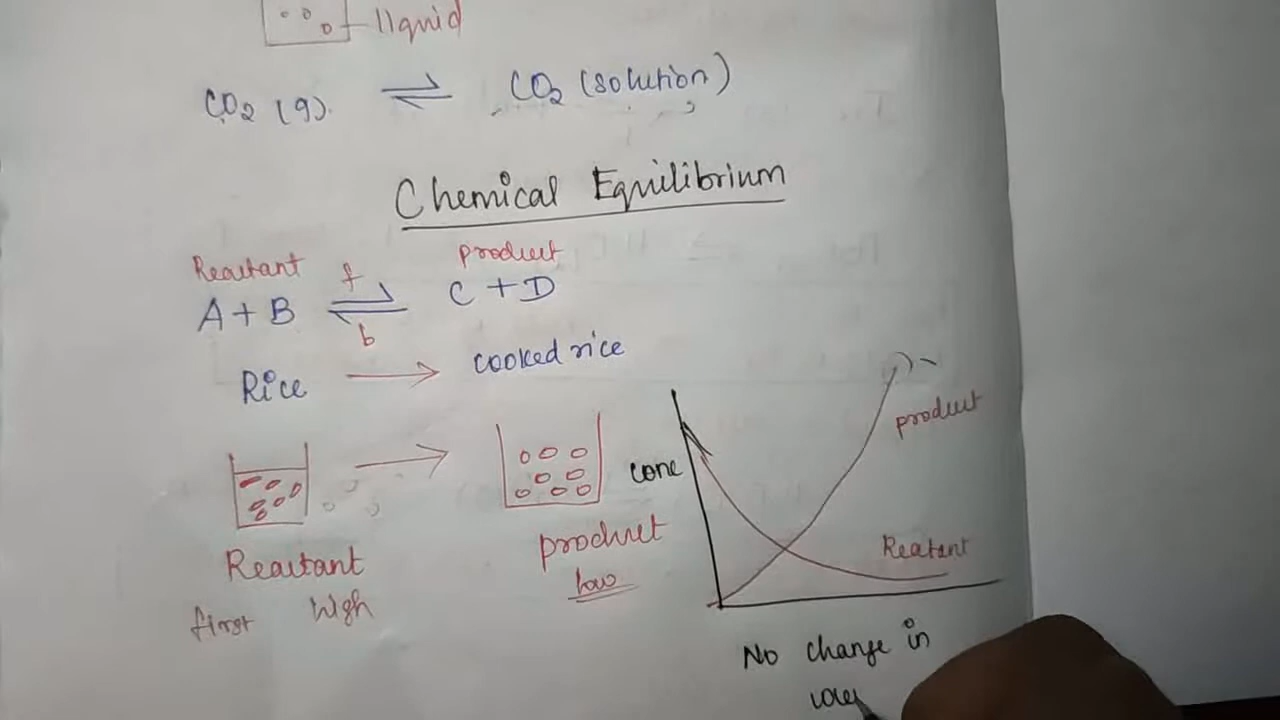 liquid
CO2 (g) ⇌ CO2 (solution)
Chemical Equilibrium
Reactant product
f
A + B ⇌ C + D
b
Rice → cooked rice
product
conc
Reatant
Reactant product
low
first high
No change in